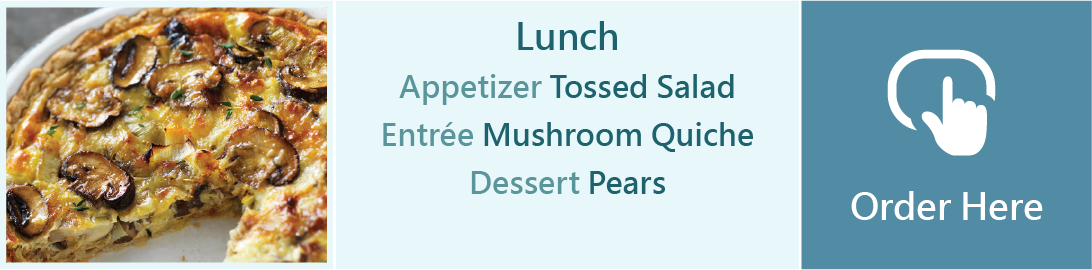 Lunch
Appetizer Tossed Salad
Entrée Mushroom Quiche
Dessert Pears
Order Here